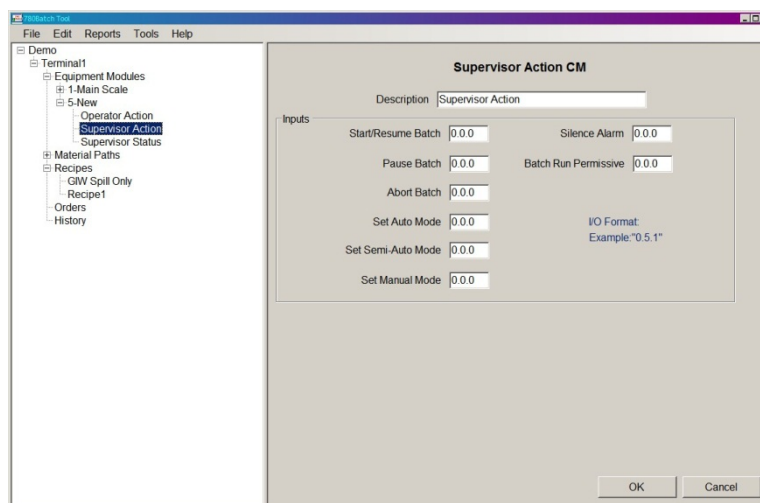 780Batch Tool
File Edit Reports Tools Help
Demo
Terminal1
Equipment Modules
1-Main Scale
5-New
Operator Action
Supervisor Action
Supervisor Status
Material Paths
Recipes
GIW Spill Only
Recipe1
Orders
History
Supervisor Action CM
Description Supervisor Action
Inputs
Start/Resume Batch 0.0.0 Silence Alarm 0.0.0
Pause Batch 0.0.0 Batch Run Permissive 0.0.0
Abort Batch 0.0.0
Set Auto Mode 0.0.0 I/O Format:
Example:"0.5.1"
Set Semi-Auto Mode 0.0.0
Set Manual Mode 0.0.0
OK Cancel